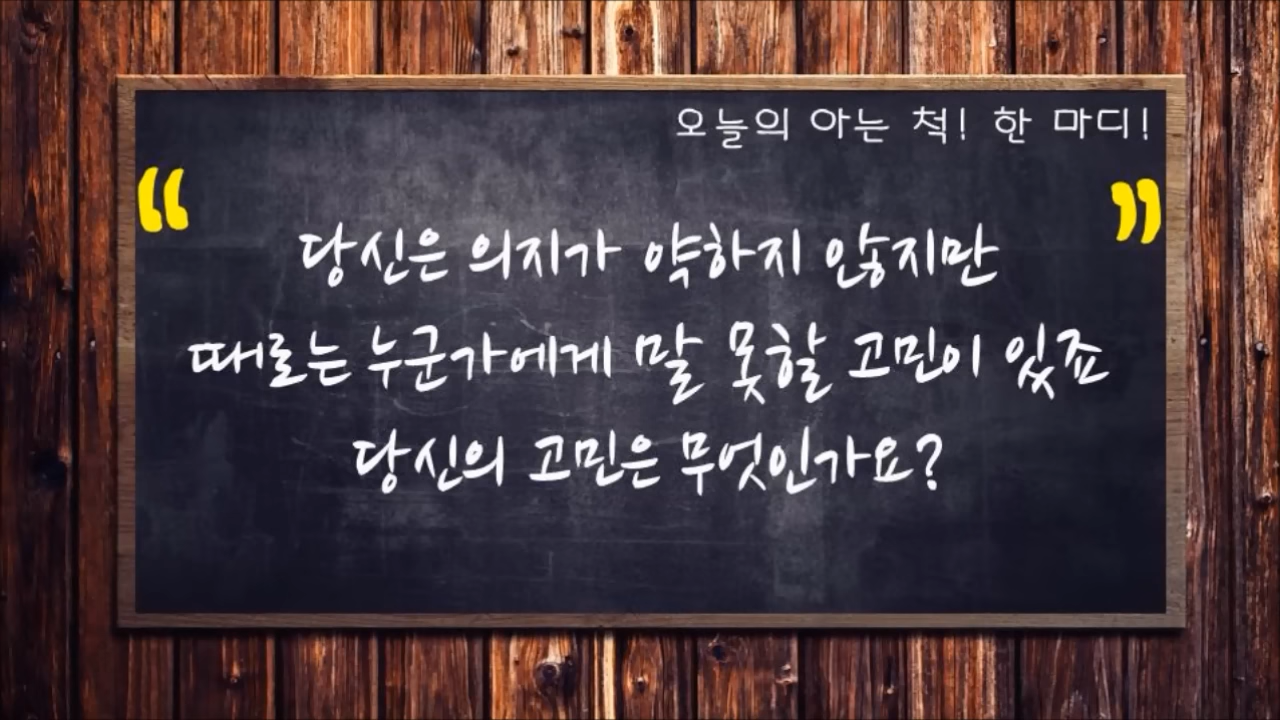 오늘의 아는 척! 한 마디!
“ ”
당신은 의지가 약하지 않지만
때로는 누군가에게 말 못할 고민이 있죠
당신의 고민은 무엇인가요?